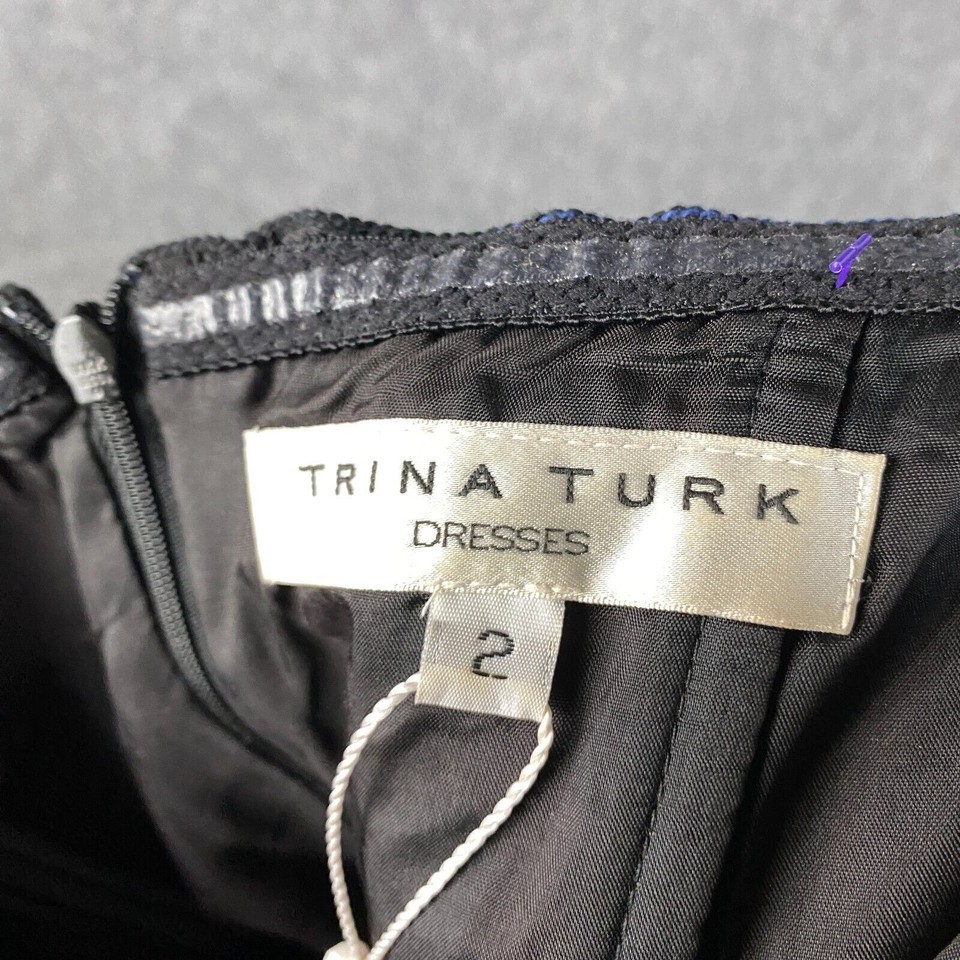 TRINA TURK
DRESSES
2